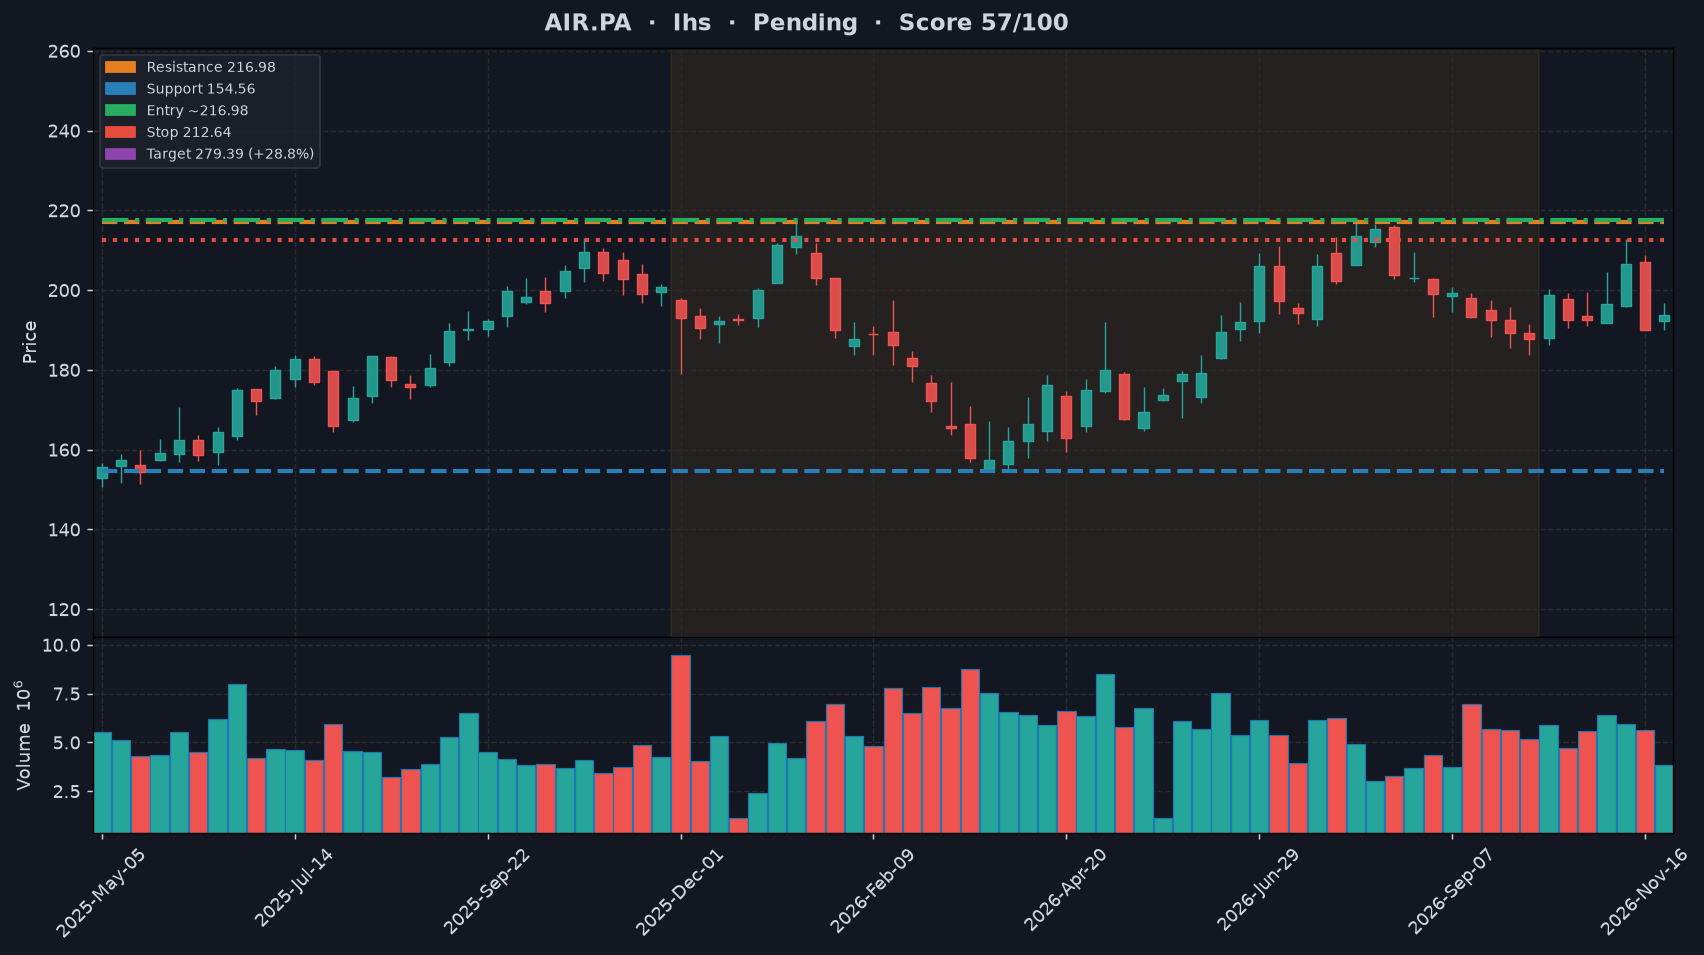 AIR.PA · Ihs · Pending · Score 57/100
Resistance 216.98
Support 154.56
Entry ~216.98
Stop 212.64
Target 279.39 (+28.8%)
260
240
220
200
180
160
140
120
Price
10.0
7.5
5.0
2.5
Volume 10⁶
2025-May-05
2025-Jul-14
2025-Sep-22
2025-Dec-01
2026-Feb-09
2026-Apr-20
2026-Jun-29
2026-Sep-07
2026-Nov-16